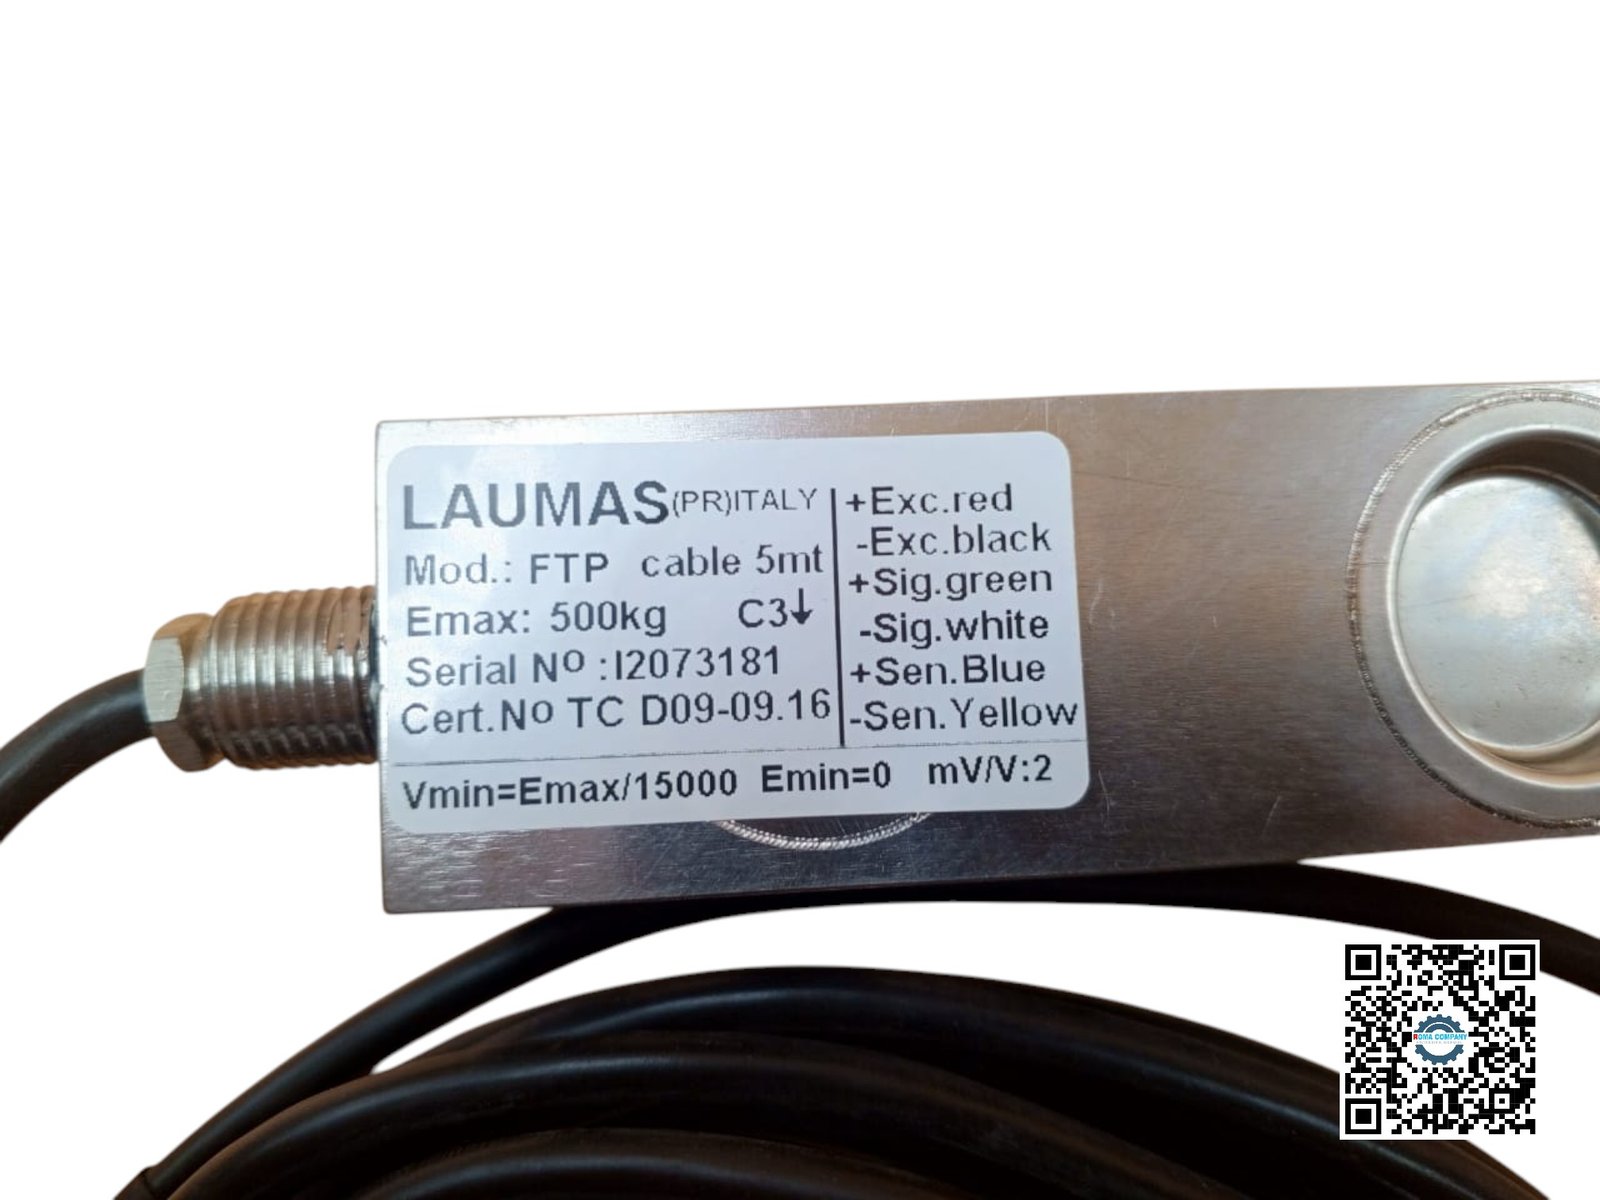 LAUMAS(PR)ITALY
Mod.: FTP cable 5mt
Emax: 500kg C3↓
Serial Nº :I2073181
Cert.Nº TC D09-09.16
+Exc.red
-Exc.black
+Sig.green
-Sig.white
+Sen.Blue
-Sen.Yellow
Vmin=Emax/15000 Emin=0 mV/V:2
ROMA COMPANY